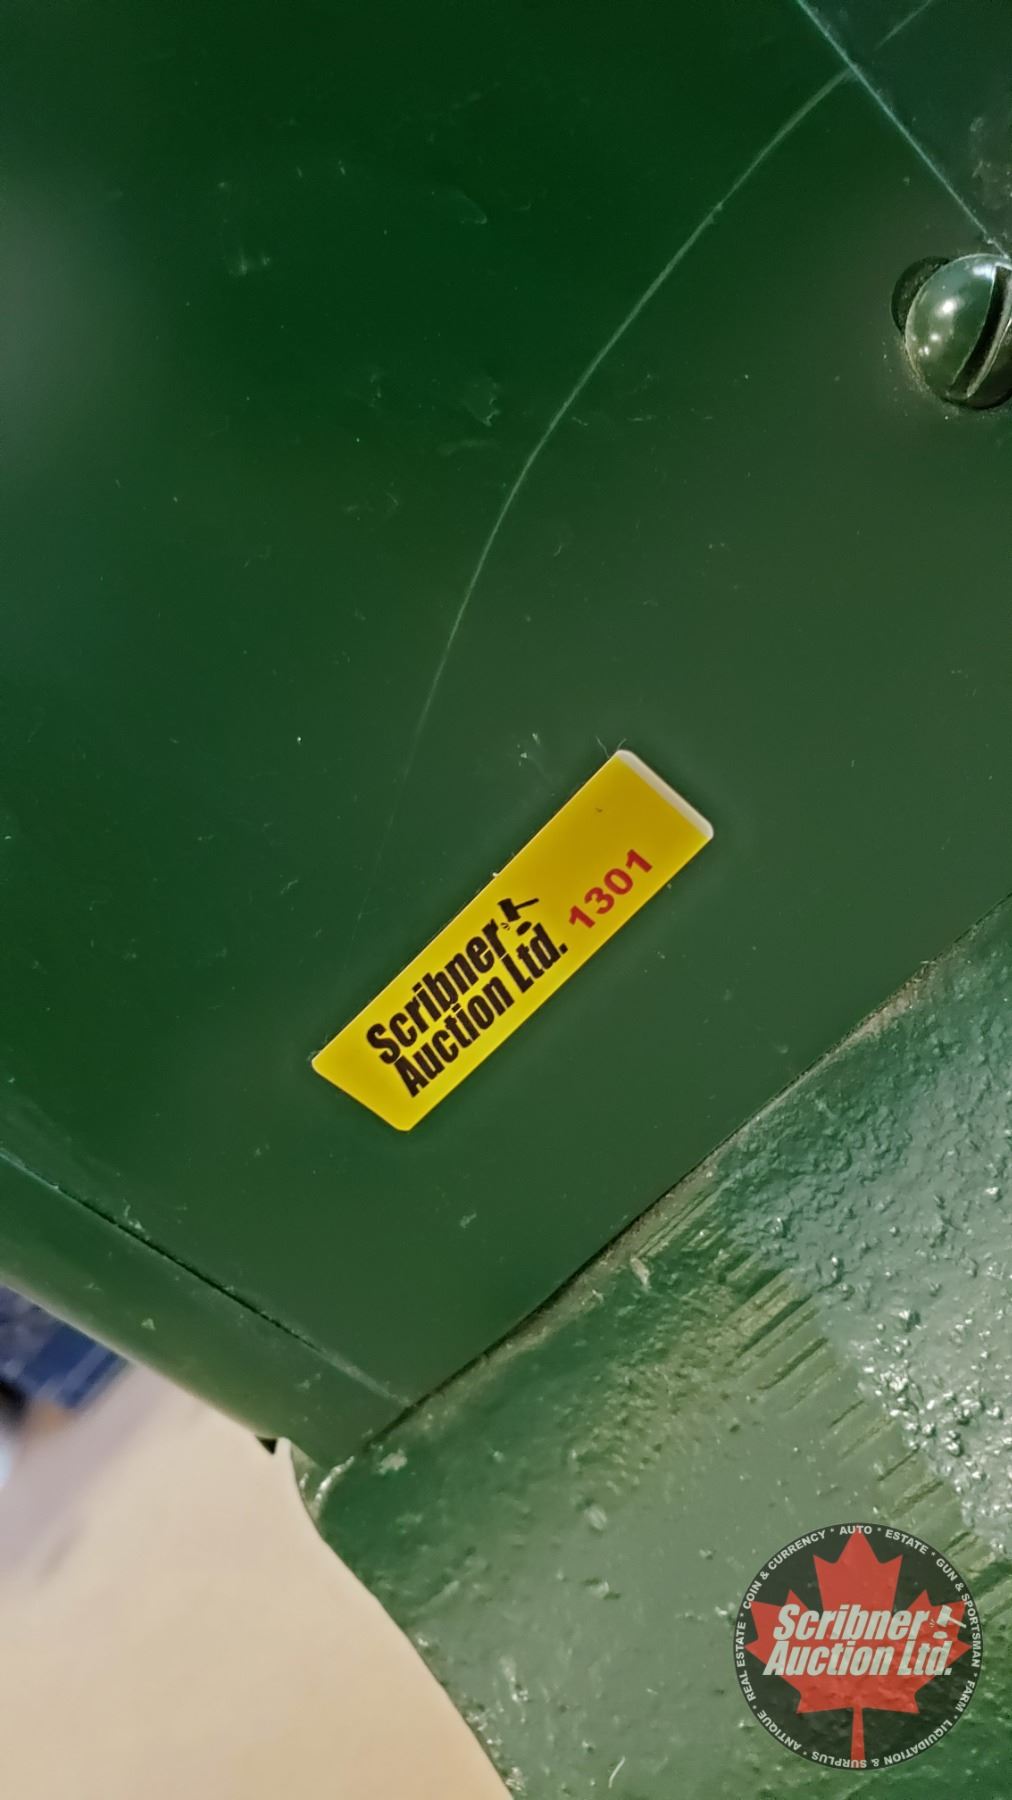 Scribner
Auction Ltd.
1301
COIN & CURRENCY * AUTO * ESTATE * GUN & SPORTSMAN * FARM * LIQUIDATION & SURPLUS * ANTIQUE * REAL ESTATE *
Scribner
Auction Ltd.